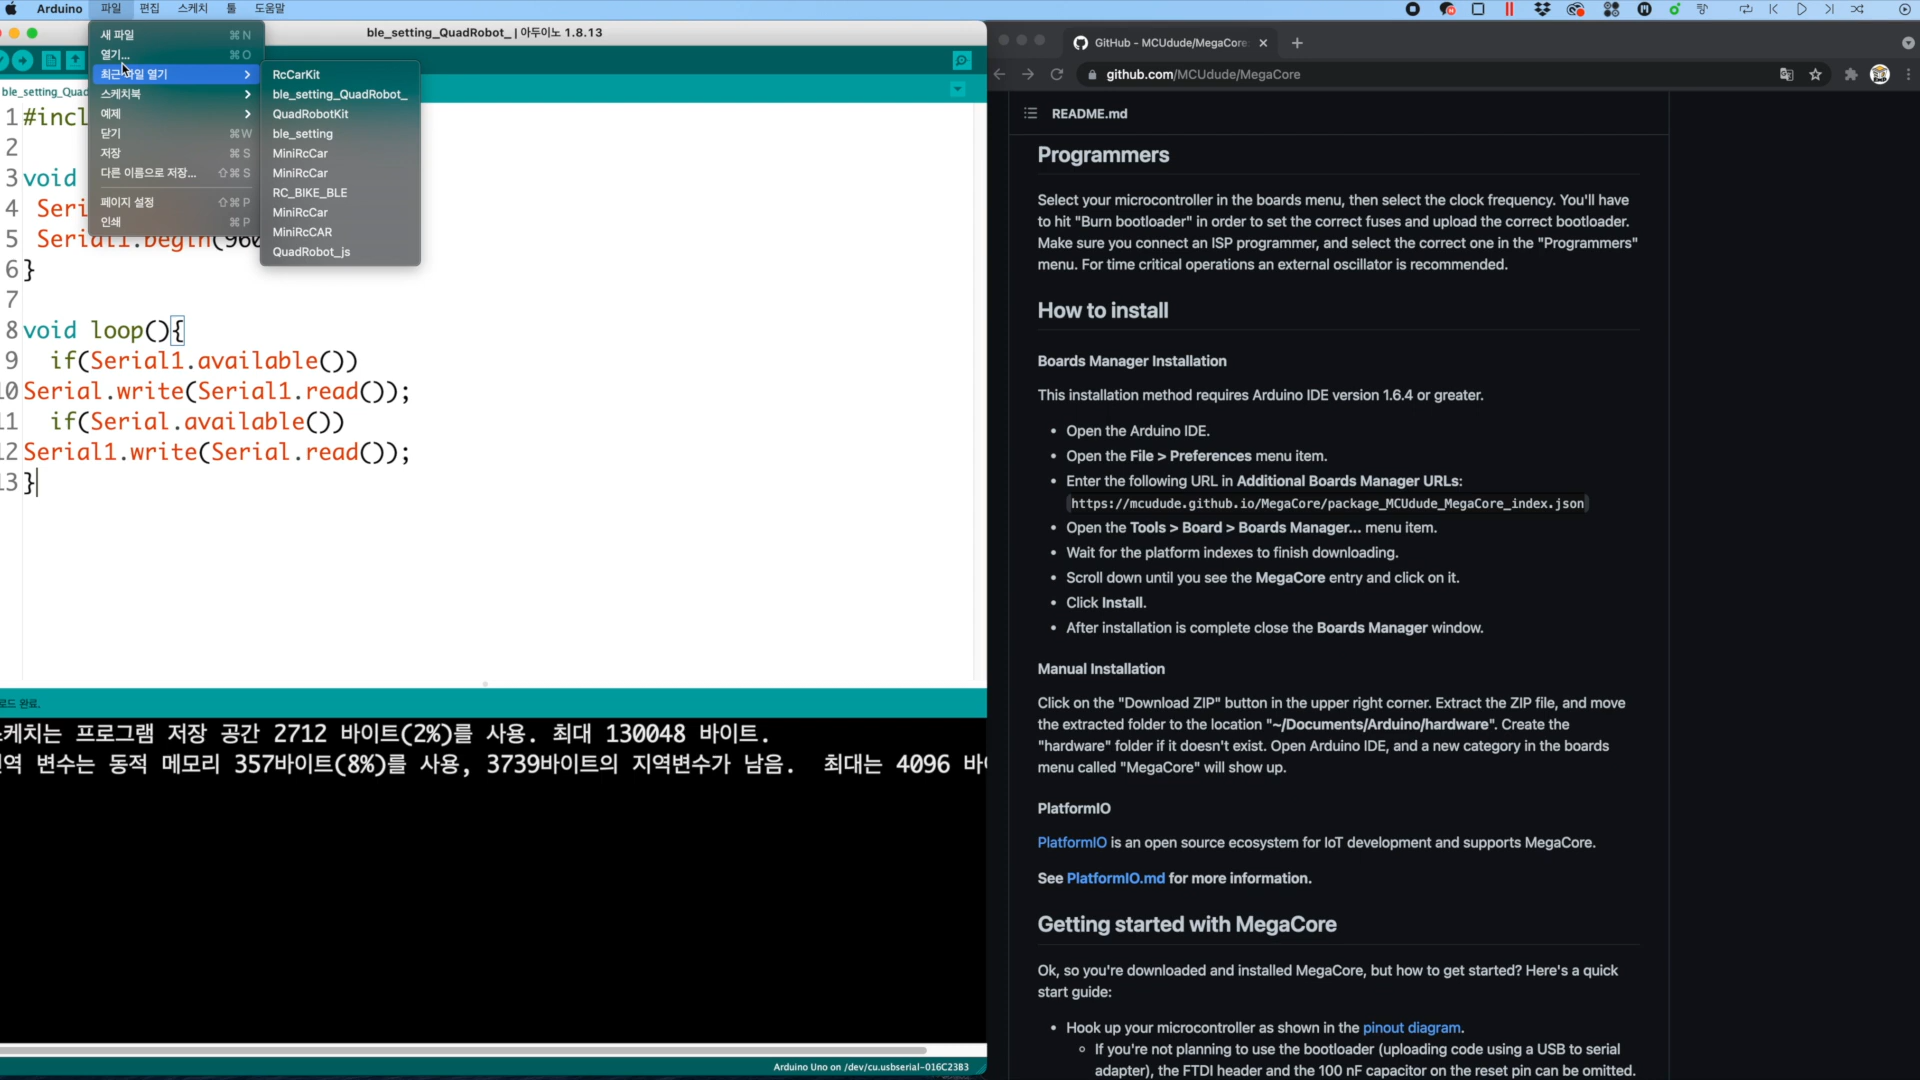 Arduino 파일 편집 스케치 툴 도움말
ble_setting_QuadRobot_ | 아두이노 1.8.13
새 파일 ⌘ N
열기... ⌘ O
최근 파일 열기
스케치북
예제
닫기 ⌘ W
저장 ⌘ S
다른 이름으로 저장... ⇧⌘ S
페이지 설정 ⇧⌘ P
인쇄 ⌘ P
RcCarKit
ble_setting_QuadRobot_
QuadRobotKit
ble_setting
MiniRcCar
MiniRcCar
RC_BIKE_BLE
MiniRcCar
MiniRcCAR
QuadRobot_js
ble_setting_Quad
1 #incl
2
3 void
4 Seri
5 Serial1.begin(960
6 }
7
8 void loop(){
9 if(Serial1.available())
10 Serial.write(Serial1.read());
11 if(Serial.available())
12 Serial1.write(Serial.read());
13 }
로드 완료.
케치는 프로그램 저장 공간 2712 바이트(2%)를 사용. 최대 130048 바이트.
역 변수는 동적 메모리 357바이트(8%)를 사용, 3739바이트의 지역변수가 남음. 최대는 4096 바이
Arduino Uno on /dev/cu.usbserial-016C23B3
GitHub - MCUdude/MegaCore:
github.com/MCUdude/MegaCore
README.md
Programmers
Select your microcontroller in the boards menu, then select the clock frequency. You'll have
to hit "Burn bootloader" in order to set the correct fuses and upload the correct bootloader.
Make sure you connect an ISP programmer, and select the correct one in the "Programmers"
menu. For time critical operations an external oscillator is recommended.
How to install
Boards Manager Installation
This installation method requires Arduino IDE version 1.6.4 or greater.
• Open the Arduino IDE.
• Open the File > Preferences menu item.
• Enter the following URL in Additional Boards Manager URLs:
https://mcudude.github.io/MegaCore/package_MCUdude_MegaCore_index.json
• Open the Tools > Board > Boards Manager... menu item.
• Wait for the platform indexes to finish downloading.
• Scroll down until you see the MegaCore entry and click on it.
• Click Install.
• After installation is complete close the Boards Manager window.
Manual Installation
Click on the "Download ZIP" button in the upper right corner. Extract the ZIP file, and move
the extracted folder to the location "~/Documents/Arduino/hardware". Create the
"hardware" folder if it doesn't exist. Open Arduino IDE, and a new category in the boards
menu called "MegaCore" will show up.
PlatformIO
PlatformIO is an open source ecosystem for IoT development and supports MegaCore.
See PlatformIO.md for more information.
Getting started with MegaCore
Ok, so you're downloaded and installed MegaCore, but how to get started? Here's a quick
start guide:
• Hook up your microcontroller as shown in the pinout diagram.
◦ If you're not planning to use the bootloader (uploading code using a USB to serial
adapter), the FTDI header and the 100 nF capacitor on the reset pin can be omitted.